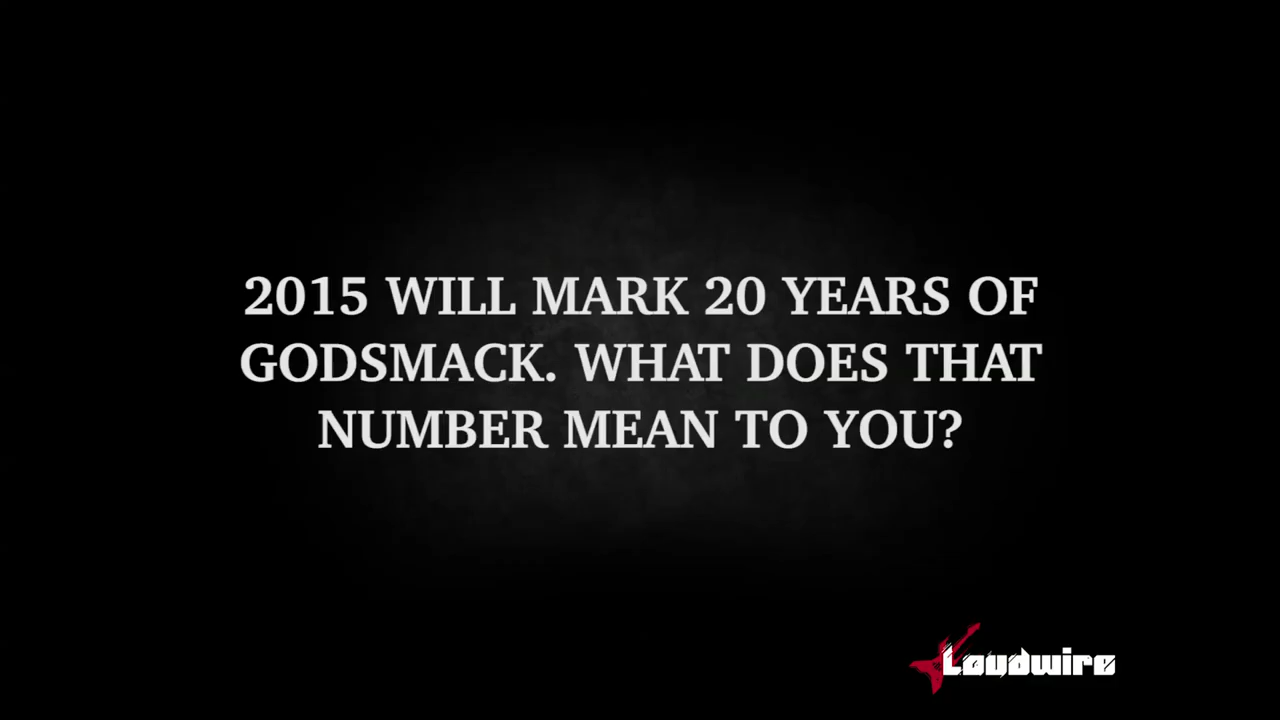 2015 WILL MARK 20 YEARS OF
GODSMACK. WHAT DOES THAT
NUMBER MEAN TO YOU?
Loudwire